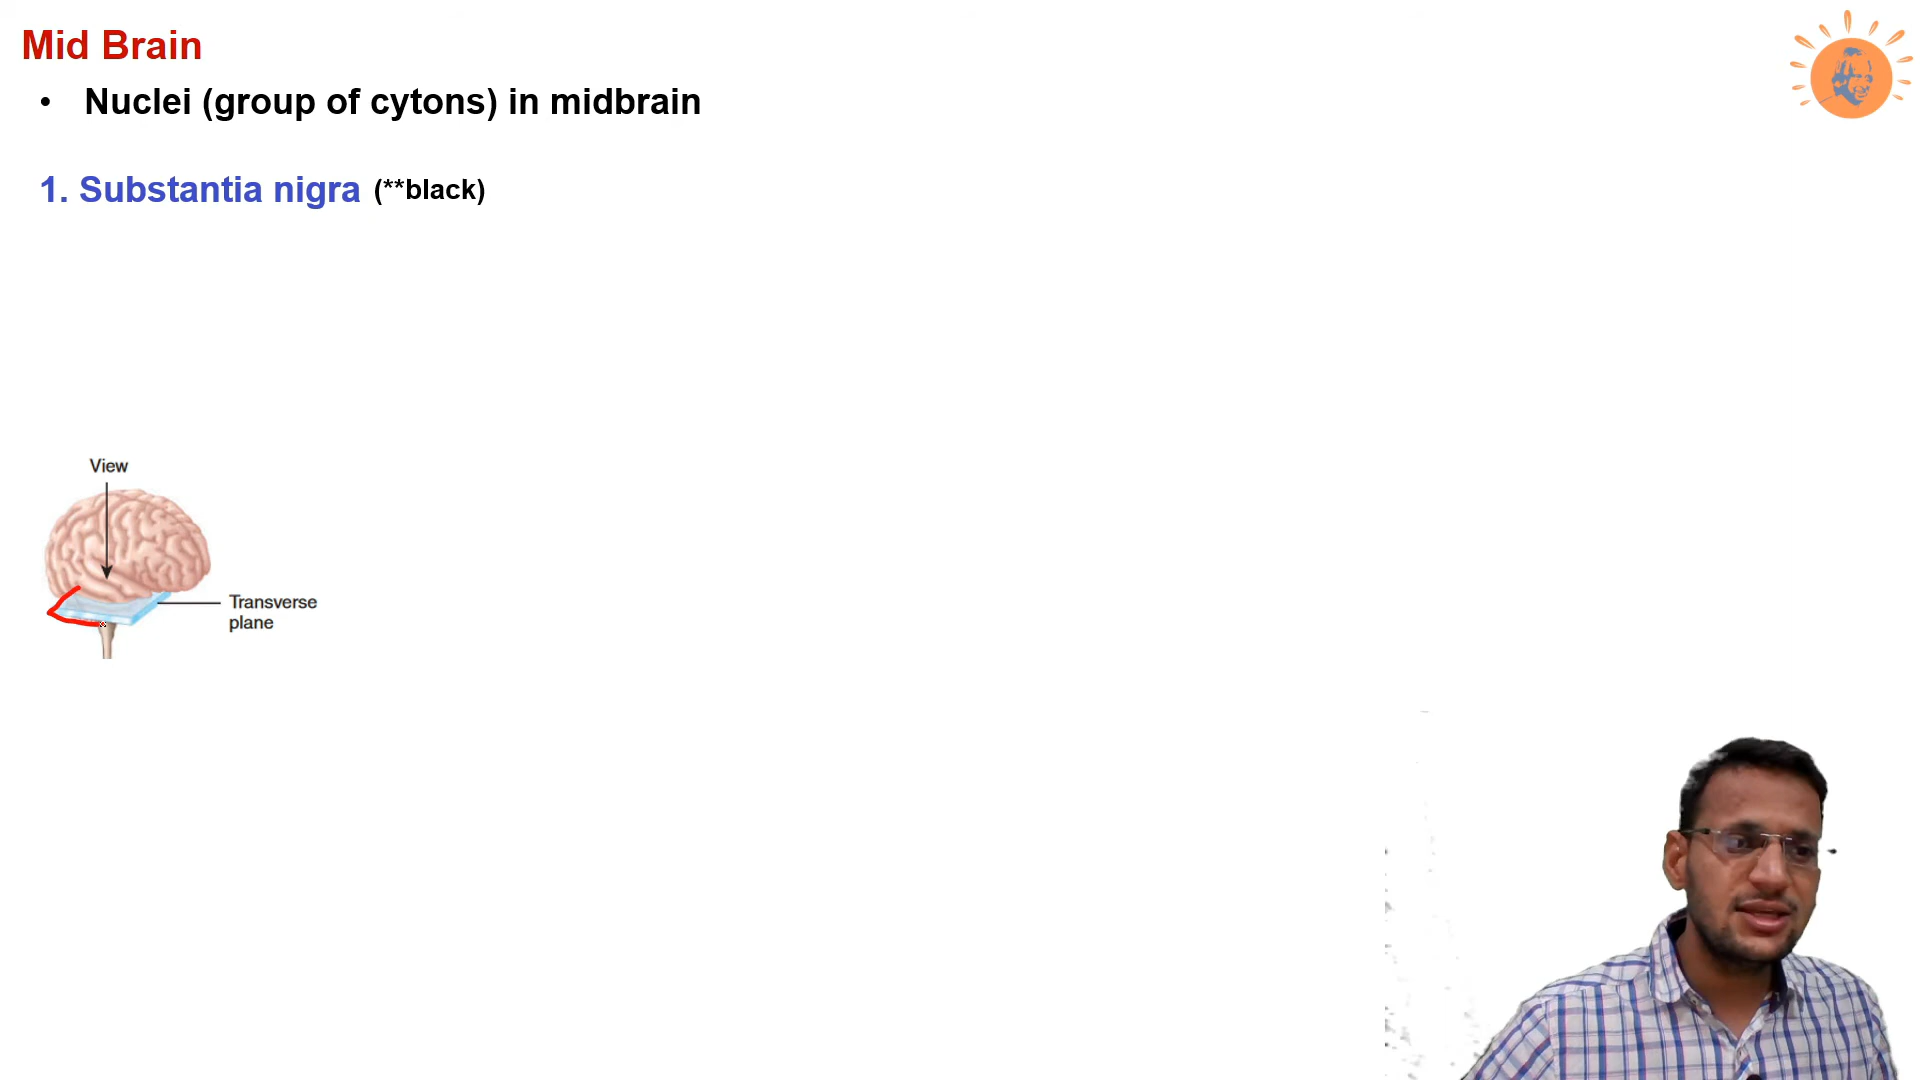 Mid Brain
• Nuclei (group of cytons) in midbrain
1. Substantia nigra (**black)
View
Transverse
plane